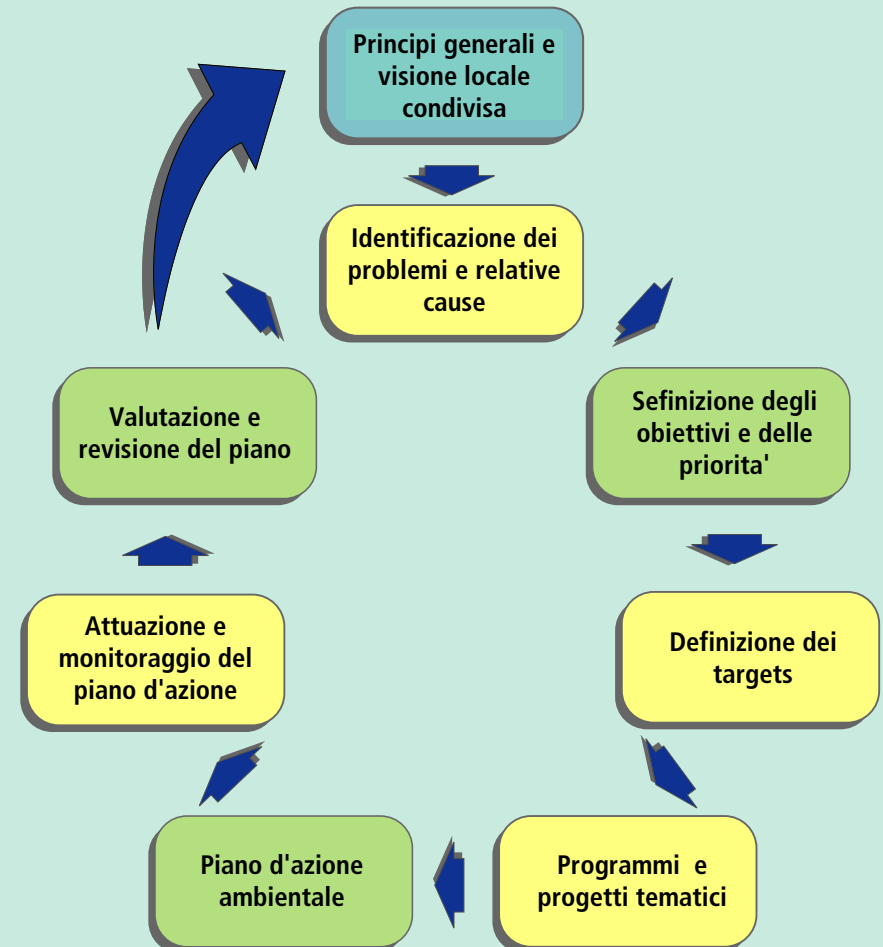 Principi generali e
visione locale
condivisa
Identificazione dei
problemi e relative
cause
Sefinizione degli
obiettivi e delle
priorita'
Definizione dei
targets
Programmi e
progetti tematici
Piano d'azione
ambientale
Attuazione e
monitoraggio del
piano d'azione
Valutazione e
revisione del piano